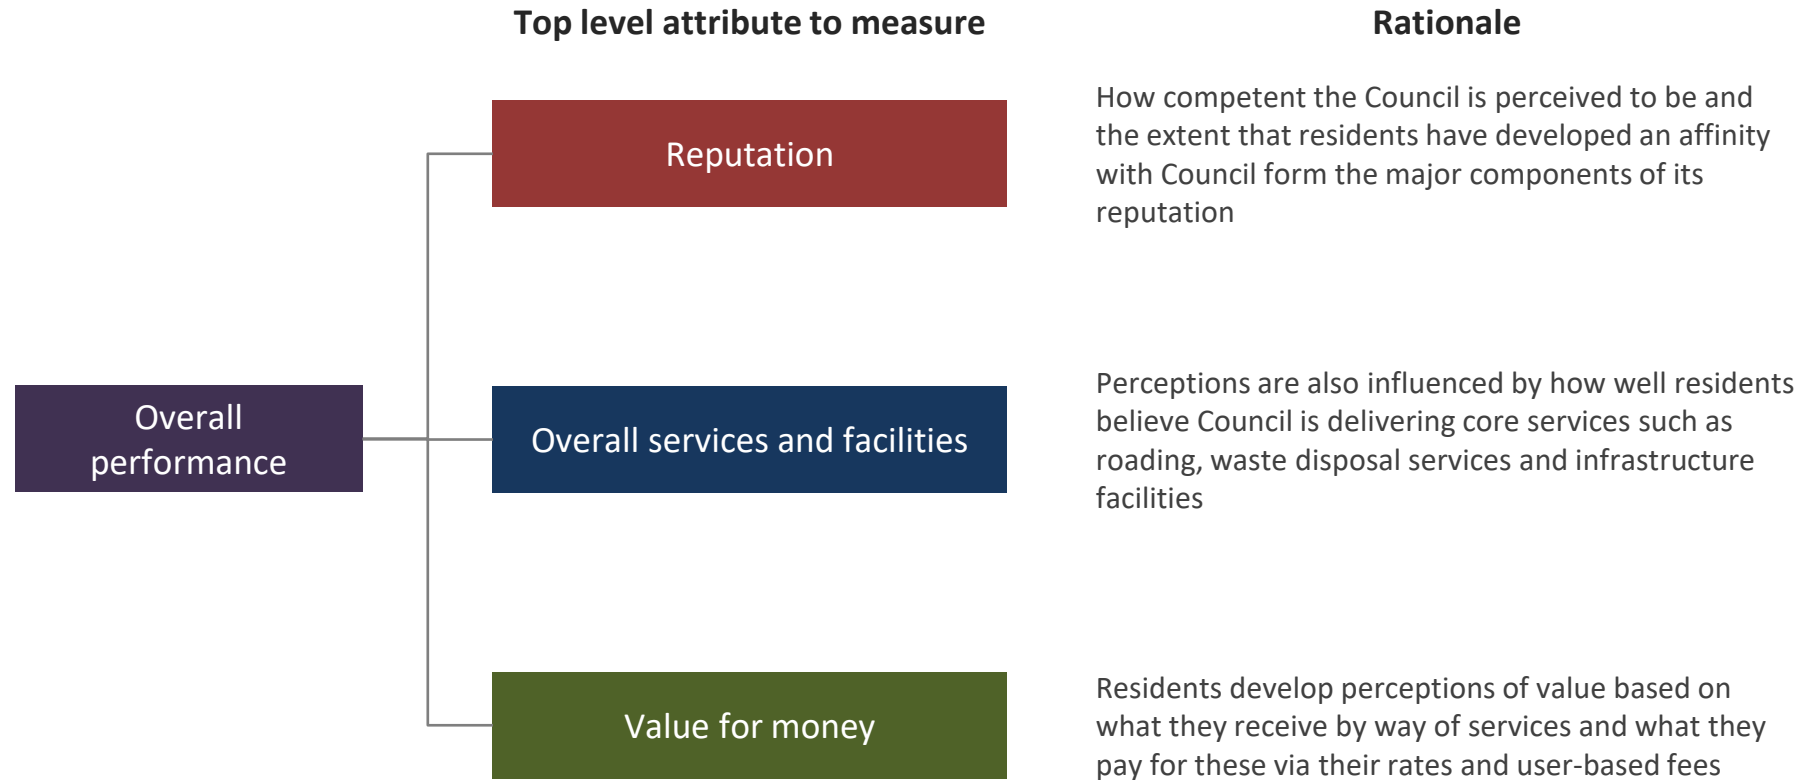 Top level attribute to measure
Rationale
Reputation
How competent the Council is perceived to be and
the extent that residents have developed an affinity
with Council form the major components of its
reputation
Overall
performance
Overall services and facilities
Perceptions are also influenced by how well residents
believe Council is delivering core services such as
roading, waste disposal services and infrastructure
facilities
Value for money
Residents develop perceptions of value based on
what they receive by way of services and what they
pay for these via their rates and user-based fees